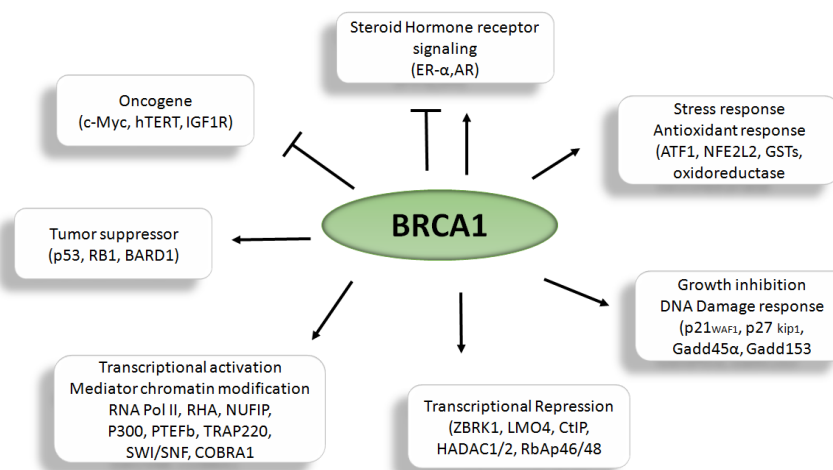 Steroid Hormone receptor
signaling
(ER-α,AR)
Oncogene
(c-Myc, hTERT, IGF1R)
Stress response
Antioxidant response
(ATF1, NFE2L2, GSTs,
oxidoreductase
BRCA1
Tumor suppressor
(p53, RB1, BARD1)
Growth inhibition
DNA Damage response
(p21WAF1, p27 kip1,
Gadd45α, Gadd153
Transcriptional activation
Mediator chromatin modification
RNA Pol II, RHA, NUFIP,
P300, PTEFb, TRAP220,
SWI/SNF, COBRA1
Transcriptional Repression
(ZBRK1, LMO4, CtIP,
HADAC1/2, RbAp46/48